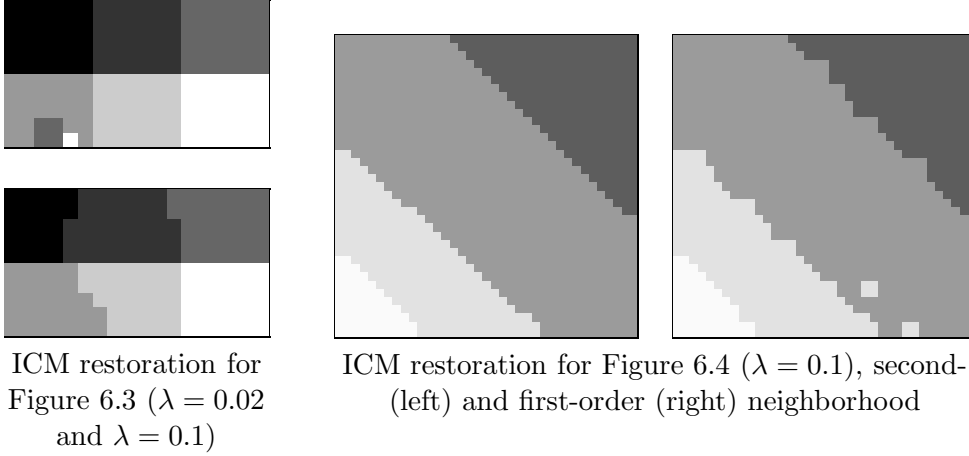 ICM restoration for
Figure 6.3 (λ = 0.02
and λ = 0.1)
ICM restoration for Figure 6.4 (λ = 0.1), second-
(left) and first-order (right) neighborhood